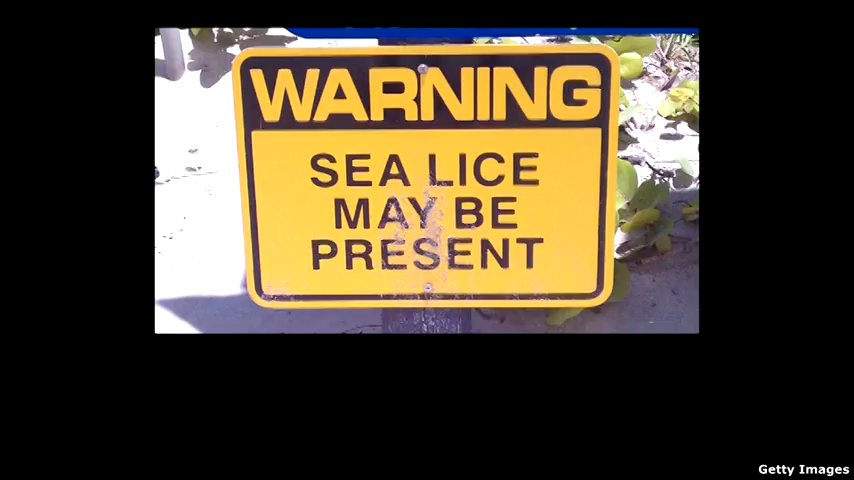 WARNING
SEA LICE
MAY BE
PRESENT
Getty Images